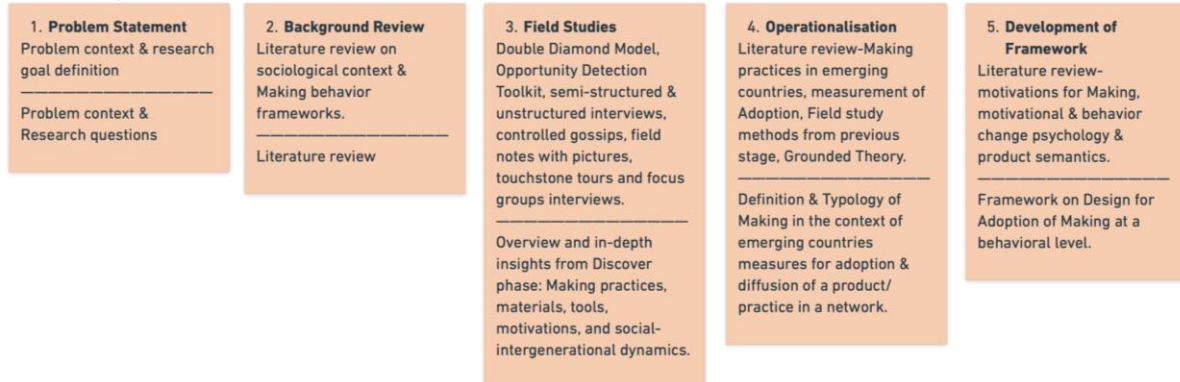 1. Problem Statement
Problem context & research
goal definition
Problem context &
Research questions
2. Background Review
Literature review on
sociological context &
Making behavior
frameworks.
Literature review
3. Field Studies
Double Diamond Model,
Opportunity Detection
Toolkit, semi-structured &
unstructured interviews,
controlled gossips, field
notes with pictures,
touchstone tours and focus
groups interviews.
Overview and in-depth
insights from Discover
phase: Making practices,
materials, tools,
motivations, and social-
intergenerational dynamics.
4. Operationalisation
Literature review-Making
practices in emerging
countries, measurement of
Adoption, Field study
methods from previous
stage, Grounded Theory.
Definition & Typology of
Making in the context of
emerging countries
measures for adoption &
diffusion of a product/
practice in a network.
5. Development of
Framework
Literature review-
motivations for Making,
motivational & behavior
change psychology &
product semantics.
Framework on Design for
Adoption of Making at a
behavioral level.